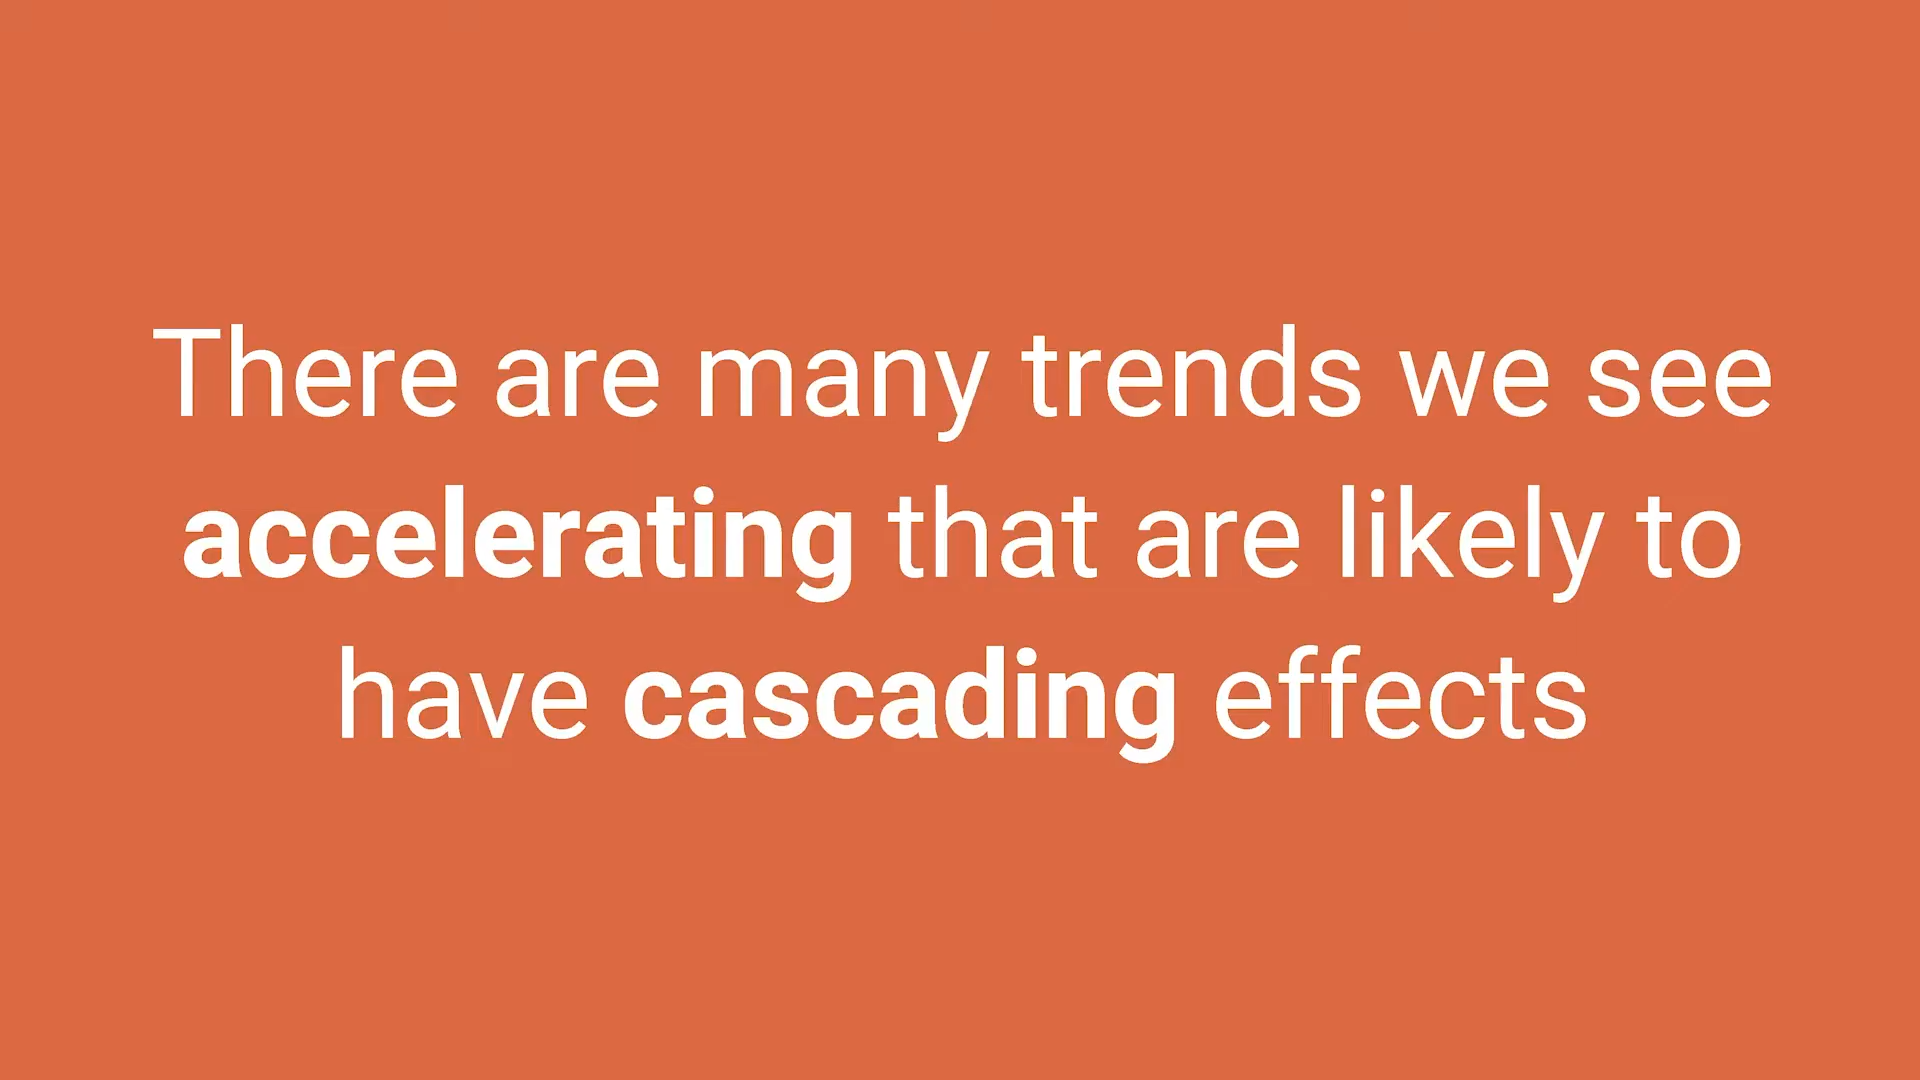 There are many trends we see
accelerating that are likely to
have cascading effects